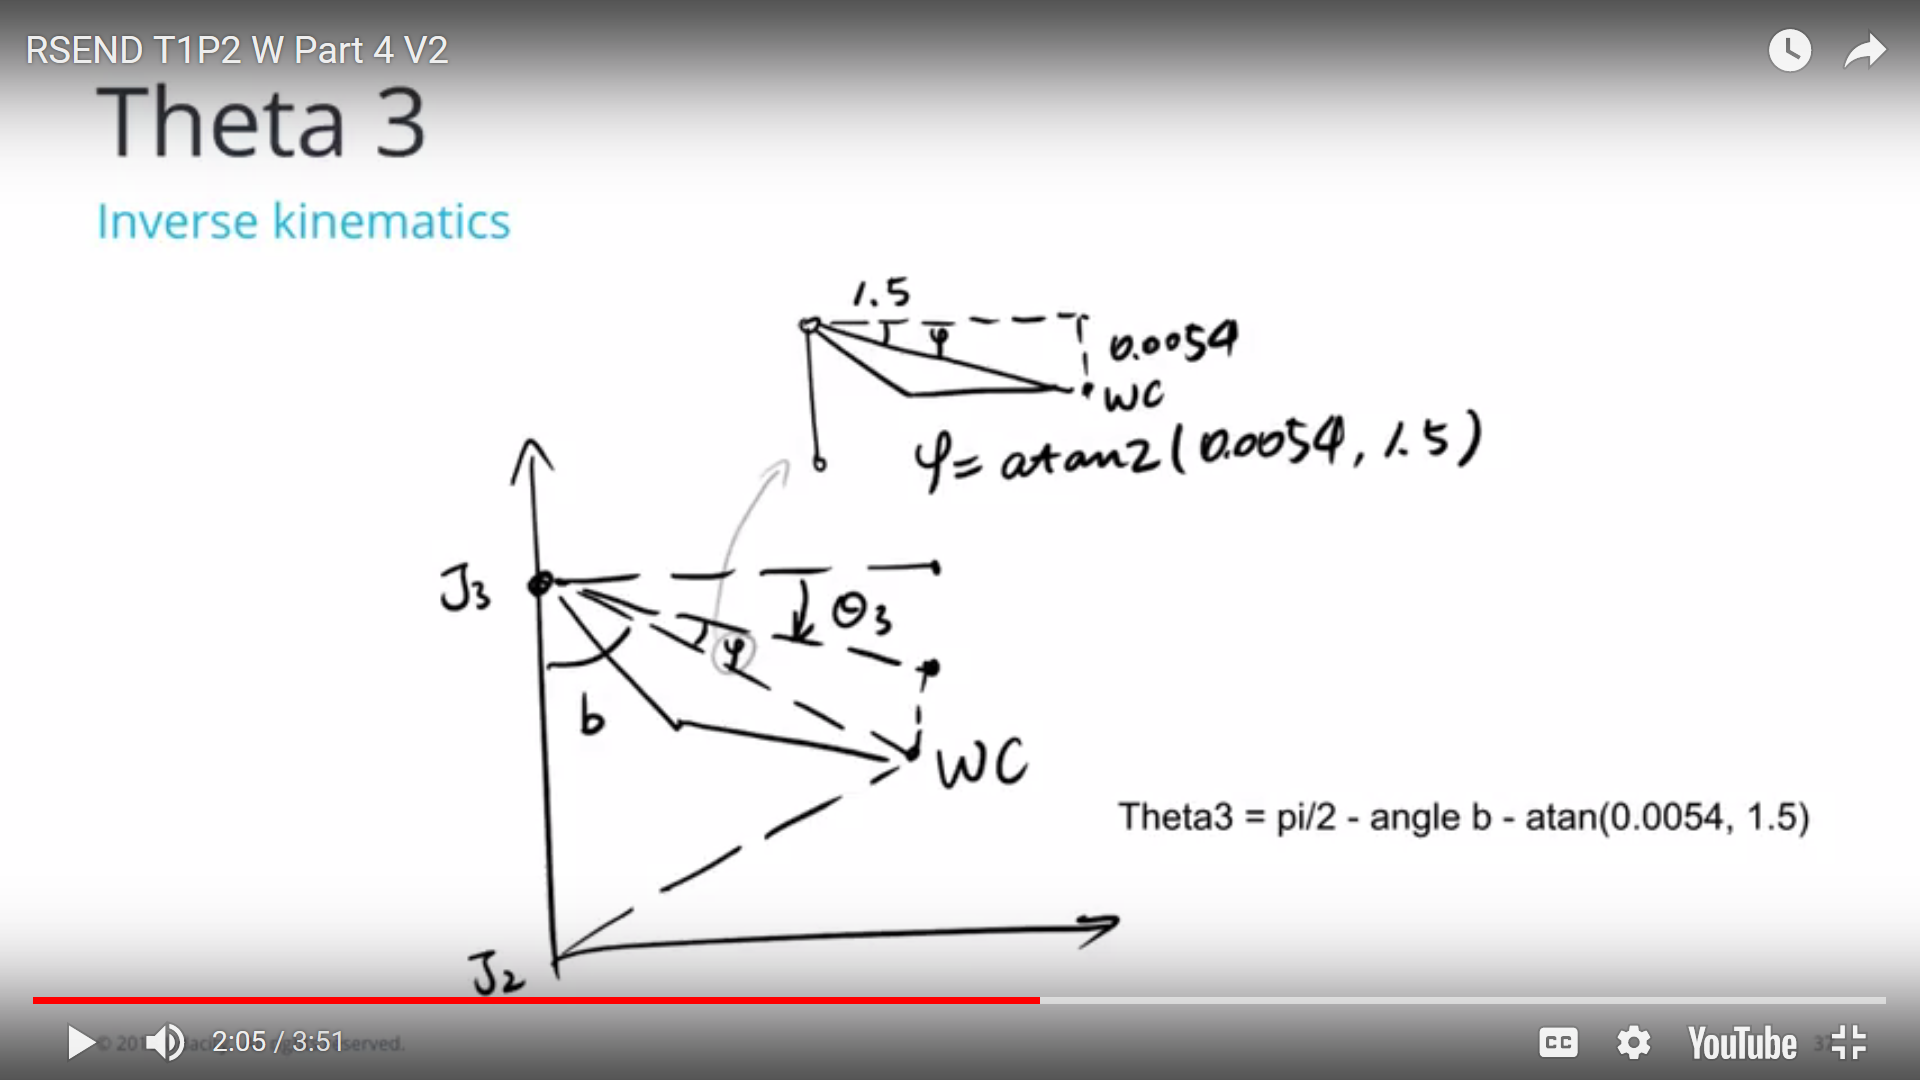 RSEND T1P2 W Part 4 V2
Theta 3
Inverse kinematics
1.5
φ
0.0054
WC
φ = atan2(0.0054, 1.5)
J3
θ3
φ
b
WC
Theta3 = pi/2 - angle b - atan(0.0054, 1.5)
J2
2:05 / 3:51
CC
YouTube